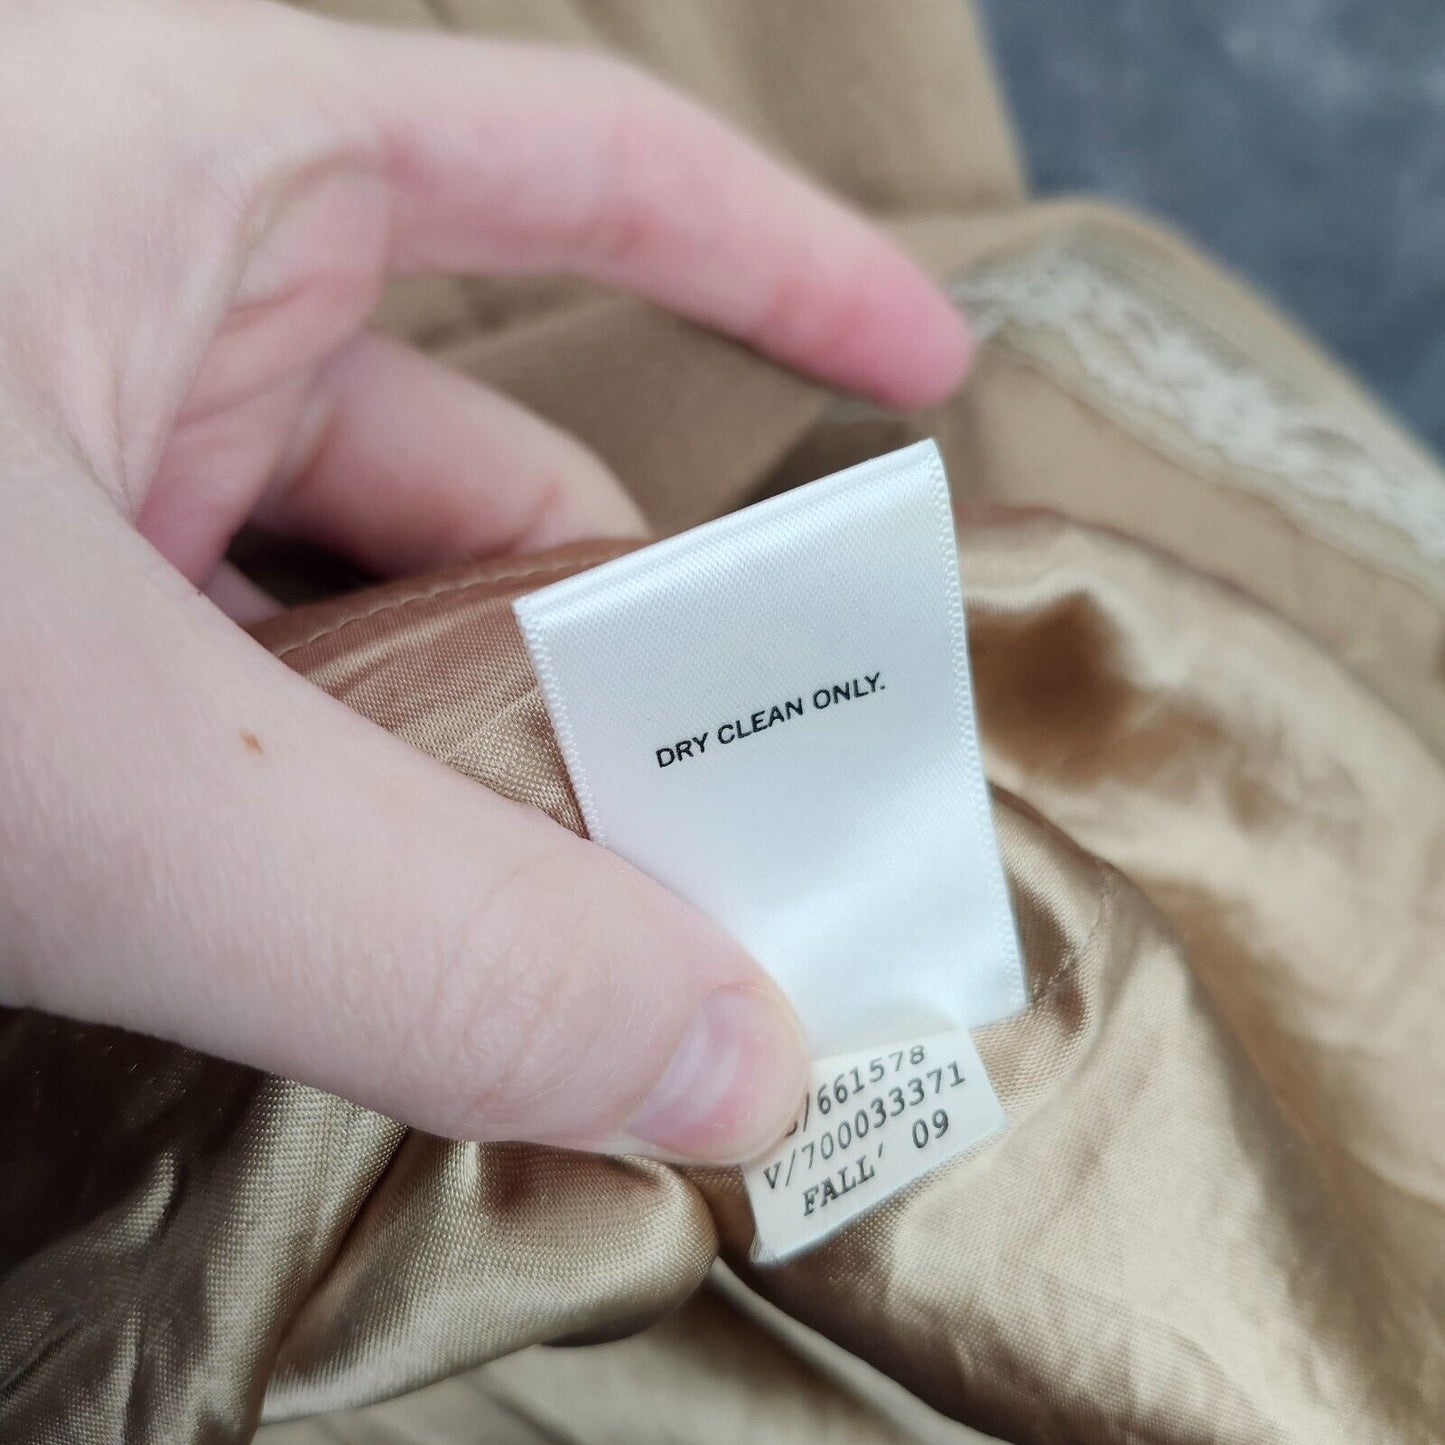 DRY CLEAN ONLY.
/661578
V/700033371
FALL' 09